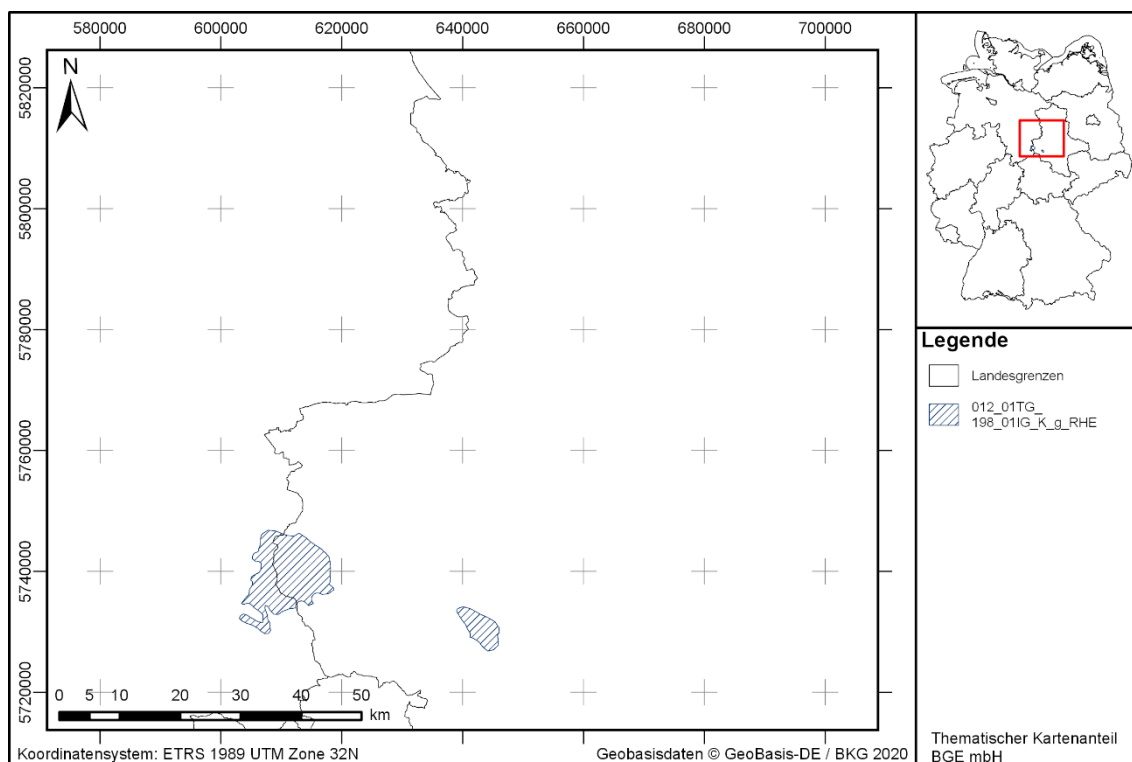 580000 600000 620000 640000 660000 680000 700000
N
5820000
5800000
5780000
5760000
5740000
5720000
0 5 10 20 30 40 50
km
Koordinatensystem: ETRS 1989 UTM Zone 32N
Geobasisdaten © GeoBasis-DE / BKG 2020
Legende
Landesgrenzen
012_01TG_
198_01IG_K_g_RHE
Thematischer Kartenanteil
BGE mbH